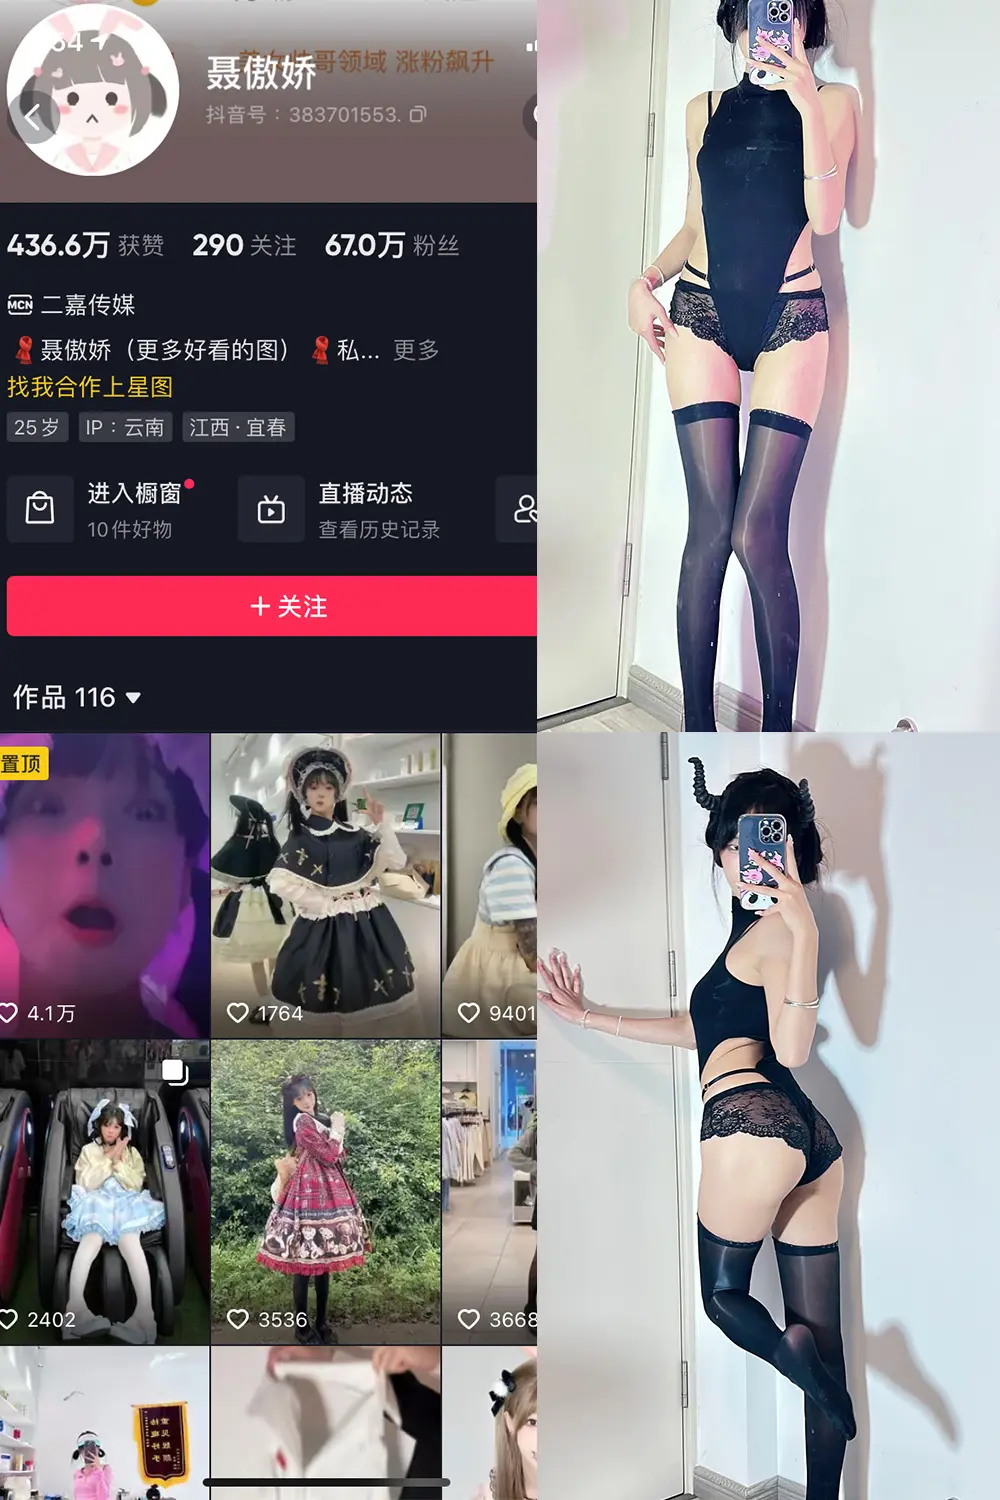 54
美女特哥领域 涨粉飙升
聂傲娇
抖音号：383701553.
436.6万 获赞 290 关注 67.0万 粉丝
MCN 二嘉传媒
聂傲娇（更多好看的图） 私... 更多
找我合作上星图
25岁 IP：云南 江西·宜春
进入橱窗 直播动态
10件好物 查看历史记录
+ 关注
作品 116
置顶
4.1万 1764 9401
2402 3536 3668